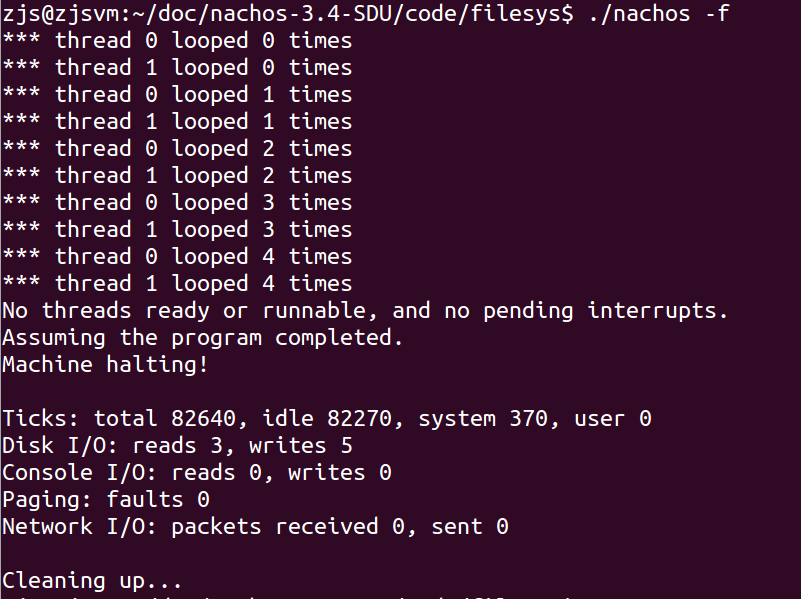 zjs@zjsvm:~/doc/nachos-3.4-SDU/code/filesys$ ./nachos -f
*** thread 0 looped 0 times
*** thread 1 looped 0 times
*** thread 0 looped 1 times
*** thread 1 looped 1 times
*** thread 0 looped 2 times
*** thread 1 looped 2 times
*** thread 0 looped 3 times
*** thread 1 looped 3 times
*** thread 0 looped 4 times
*** thread 1 looped 4 times
No threads ready or runnable, and no pending interrupts.
Assuming the program completed.
Machine halting!

Ticks: total 82640, idle 82270, system 370, user 0
Disk I/O: reads 3, writes 5
Console I/O: reads 0, writes 0
Paging: faults 0
Network I/O: packets received 0, sent 0

Cleaning up...